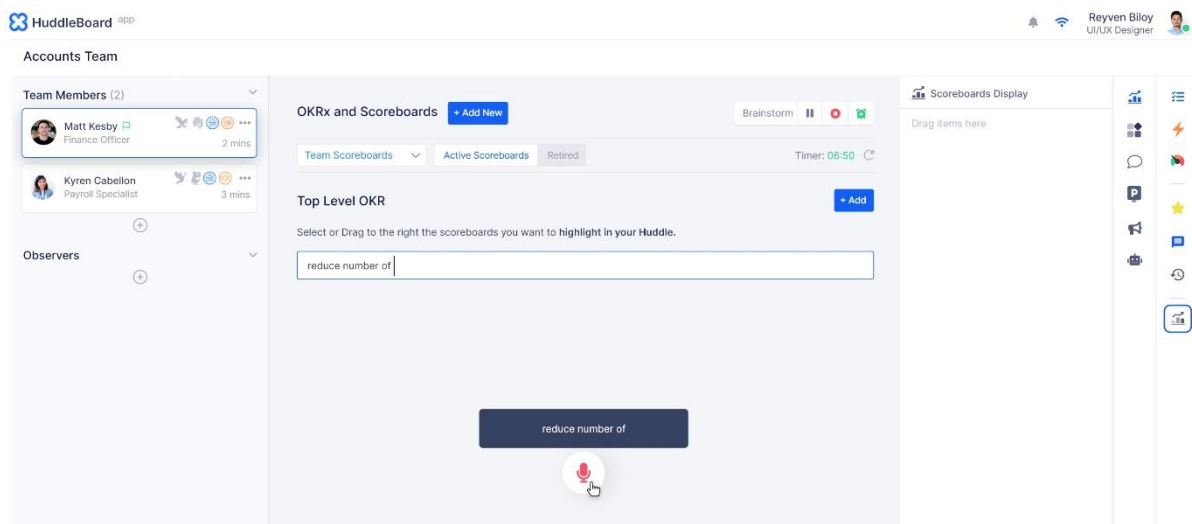 HuddleBoard app
Reyven Biloy
UI/UX Designer
Accounts Team
Team Members (2)
Matt Kesby
Finance Officer
2 mins
Kyren Cabellon
Payroll Specialist
3 mins
Observers
OKRx and Scoreboards
+ Add New
Brainstorm
Team Scoreboards
Active Scoreboards
Retired
Timer: 06:50
Top Level OKR
+ Add
Select or Drag to the right the scoreboards you want to highlight in your Huddle.
reduce number of
reduce number of
Scoreboards Display
Drag items here
P